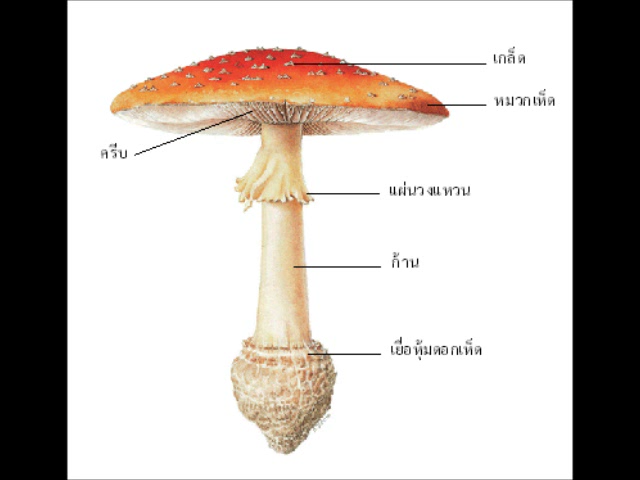 เกล็ด
หมวกเห็ด
ครีบ
แผ่นวงแหวน
ก้าน
เยื่อหุ้มดอกเห็ด